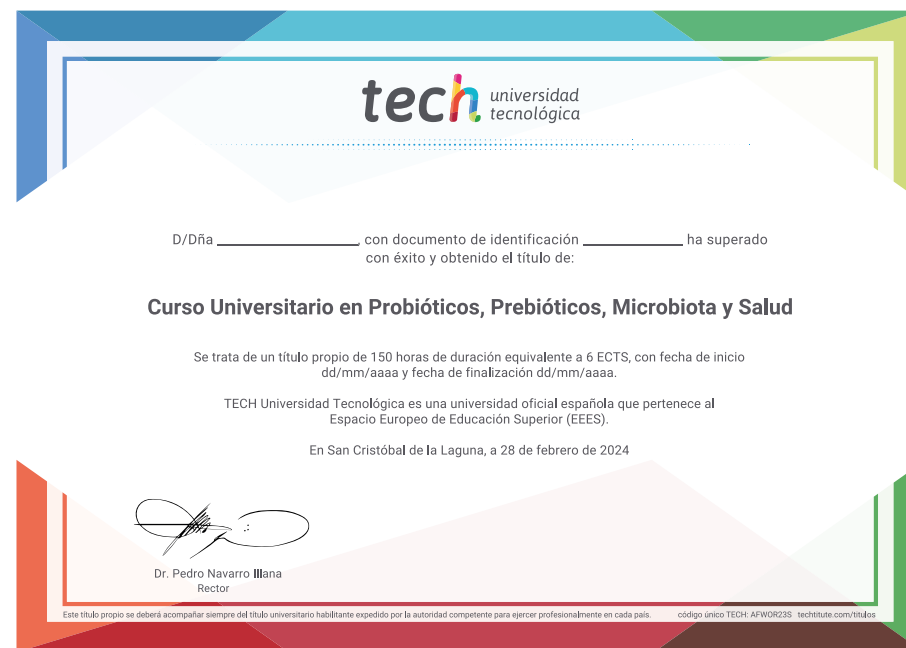 tech universidad
tecnológica
D/Dña ____________, con documento de identificación ____________ ha superado
con éxito y obtenido el título de:
Curso Universitario en Probióticos, Prebióticos, Microbiota y Salud
Se trata de un título propio de 150 horas de duración equivalente a 6 ECTS, con fecha de inicio
dd/mm/aaaa y fecha de finalización dd/mm/aaaa.
TECH Universidad Tecnológica es una universidad oficial española que pertenece al
Espacio Europeo de Educación Superior (EEES).
En San Cristóbal de la Laguna, a 28 de febrero de 2024
Dr. Pedro Navarro Illana
Rector
Este título propio se deberá acompañar siempre del título universitario habilitante expedido por la autoridad competente para ejercer profesionalmente en cada país. código único TECH: AFWOR23S techtitute.com/titulos